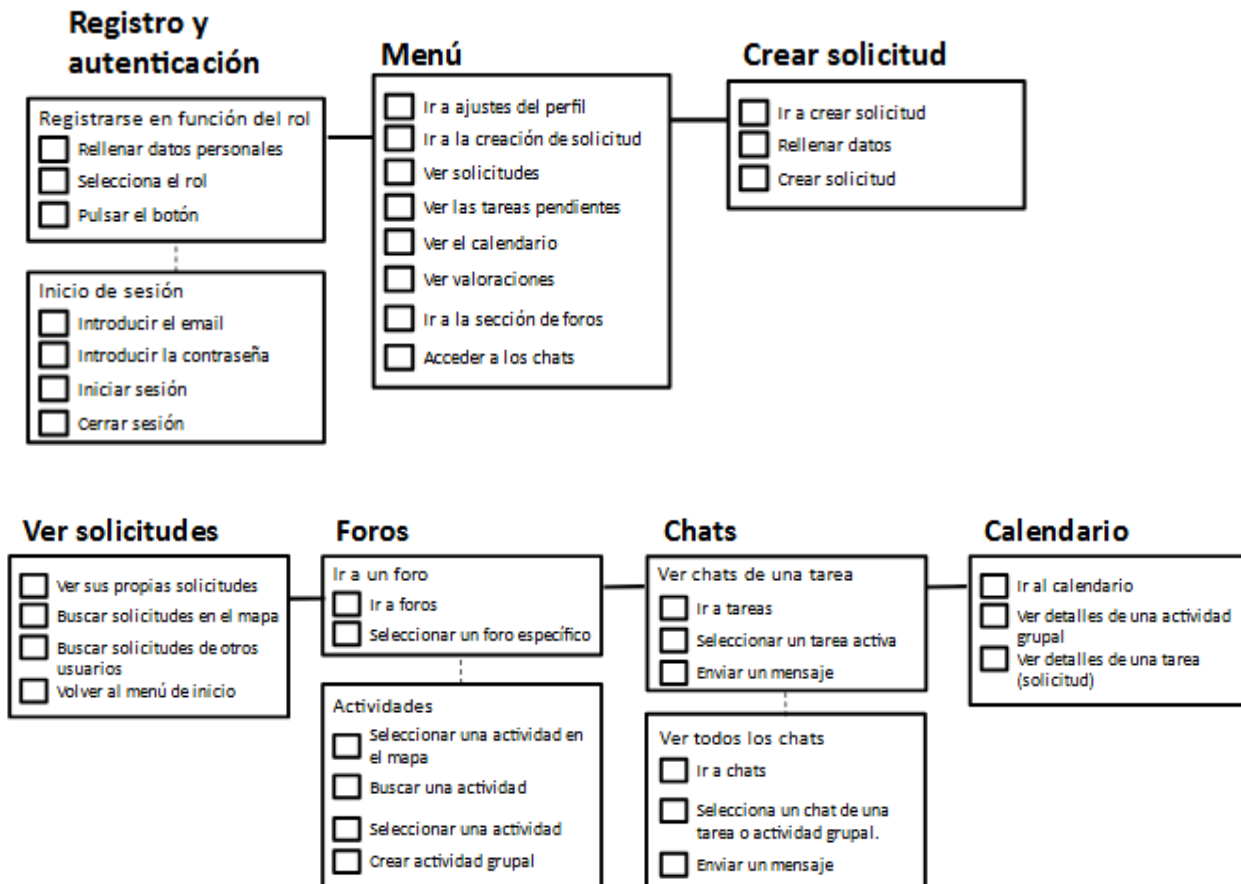 Registro y
autenticación
Registrarse en función del rol
Rellenar datos personales
Selecciona el rol
Pulsar el botón
Inicio de sesión
Introducir el email
Introducir la contraseña
Iniciar sesión
Cerrar sesión
Menú
Ir a ajustes del perfil
Ir a la creación de solicitud
Ver solicitudes
Ver las tareas pendientes
Ver el calendario
Ver valoraciones
Ir a la sección de foros
Acceder a los chats
Crear solicitud
Ir a crear solicitud
Rellenar datos
Crear solicitud
Ver solicitudes
Ver sus propias solicitudes
Buscar solicitudes en el mapa
Buscar solicitudes de otros
usuarios
Volver al menú de inicio
Foros
Ir a un foro
Ir a foros
Seleccionar un foro específico
Actividades
Seleccionar una actividad en
el mapa
Buscar una actividad
Seleccionar una actividad
Crear actividad grupal
Chats
Ver chats de una tarea
Ir a tareas
Seleccionar un tarea activa
Enviar un mensaje
Ver todos los chats
Ir a chats
Selecciona un chat de una
tarea o actividad grupal.
Enviar un mensaje
Calendario
Ir al calendario
Ver detalles de una actividad
grupal
Ver detalles de una tarea
(solicitud)